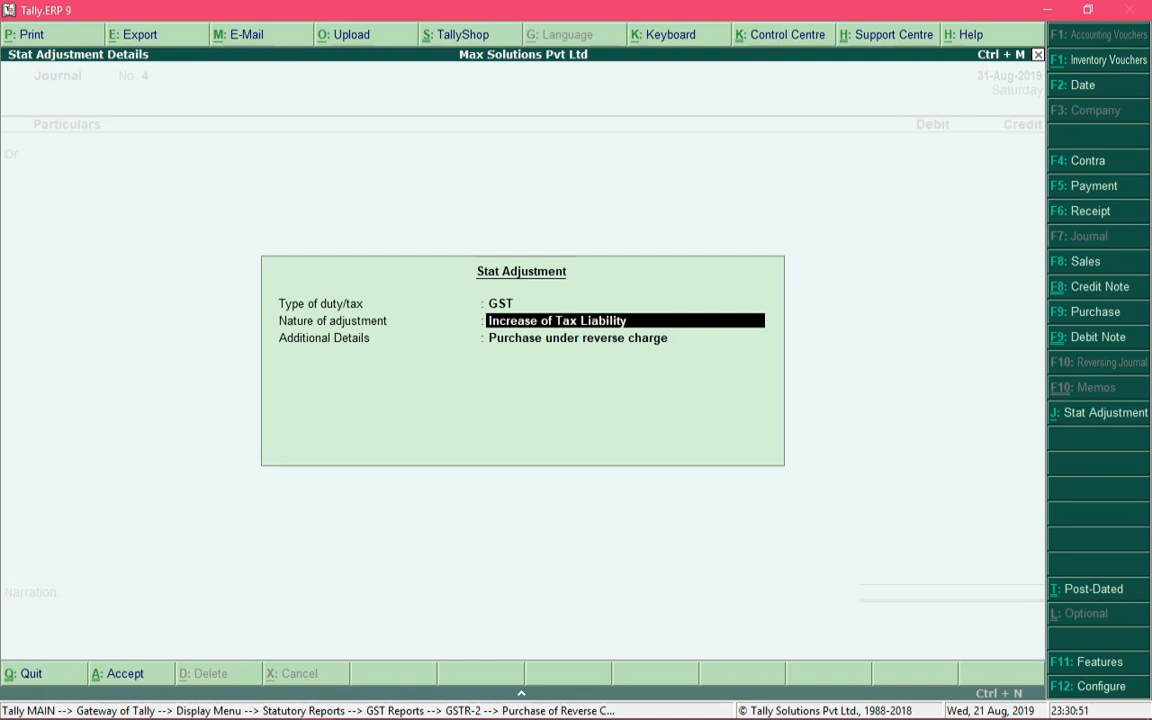 Tally.ERP 9
P: Print E: Export M: E-Mail O: Upload S: TallyShop G: Language K: Keyboard K: Control Centre H: Support Centre H: Help
Stat Adjustment Details Max Solutions Pvt Ltd Ctrl + M
Journal No. 4 31-Aug-2019
Saturday
Particulars Debit Credit
Dr
Stat Adjustment
Type of duty/tax : GST
Nature of adjustment : Increase of Tax Liability
Additional Details : Purchase under reverse charge
Narration:
F1: Accounting Vouchers
F1: Inventory Vouchers
F2: Date
F3: Company
F4: Contra
F5: Payment
F6: Receipt
F7: Journal
F8: Sales
F8: Credit Note
F9: Purchase
F9: Debit Note
F10: Reversing Journal
F10: Memos
J: Stat Adjustment
T: Post-Dated
L: Optional
F11: Features
F12: Configure
Q: Quit A: Accept D: Delete X: Cancel
Ctrl + N
Tally MAIN --> Gateway of Tally --> Display Menu --> Statutory Reports --> GST Reports --> GSTR-2 --> Purchase of Reverse C... © Tally Solutions Pvt Ltd., 1988-2018 Wed, 21 Aug, 2019 23:30:51